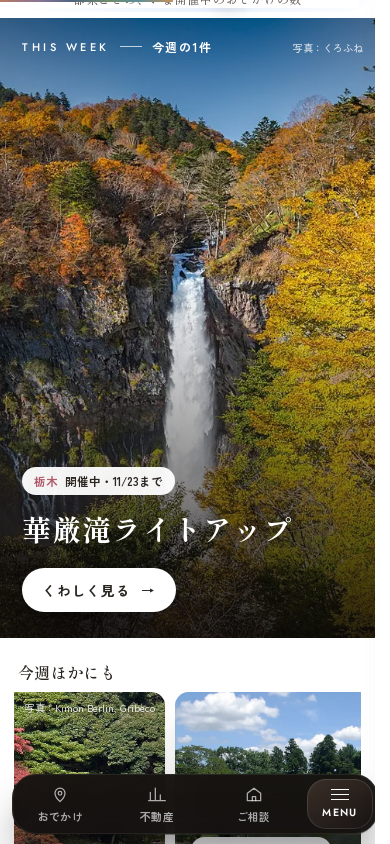 THIS WEEK — 今週の1件
写真：くろふね
栃木 開催中・11/23まで
華厳滝ライトアップ
くわしく見る →
今週ほかにも
写真：Kimon Berlin, Gribeco
おでかけ
不動産
ご相談
MENU